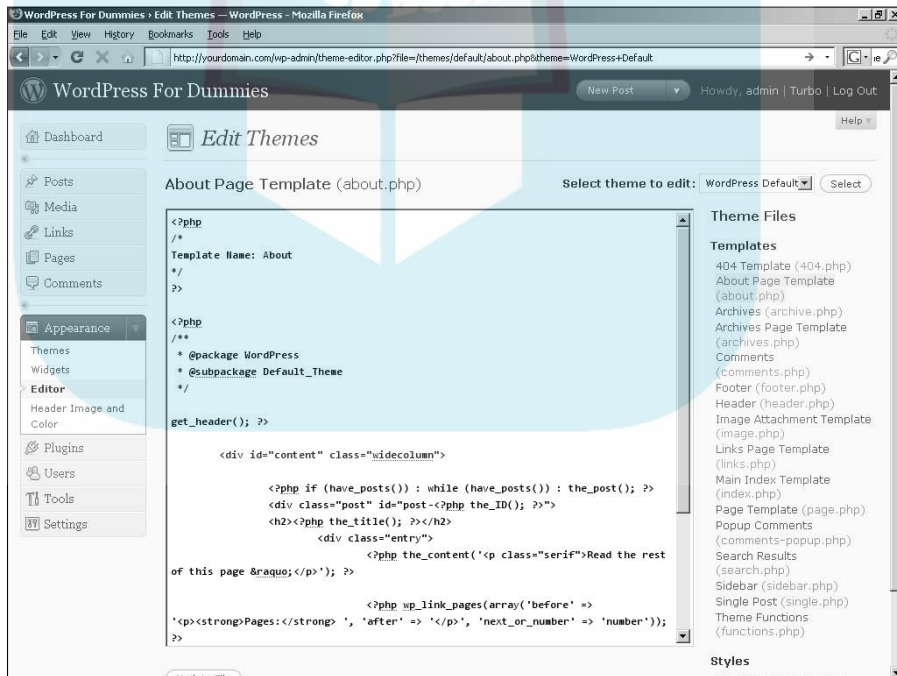 WordPress For Dummies › Edit Themes — WordPress - Mozilla Firefox
File Edit View History Bookmarks Tools Help
http://yourdomain.com/wp-admin/theme-editor.php?file=/themes/default/about.php&theme=WordPress+Default
WordPress For Dummies
New Post
Howdy, admin | Turbo | Log Out
Help
Dashboard
Posts
Media
Links
Pages
Comments
Appearance
Themes
Widgets
Editor
Header Image and
Color
Plugins
Users
Tools
Settings
Edit Themes
About Page Template (about.php)
Select theme to edit: WordPress Default Select
<?php
/*
Template Name: About
*/
?>
<?php
/**
* @package WordPress
* @subpackage Default_Theme
*/
get_header(); ?>
<div id="content" class="widecolumn">
<?php if (have_posts()) : while (have_posts()) : the_post(); ?>
<div class="post" id="post-<?php the_ID(); ?>">
<h2><?php the_title(); ?></h2>
<div class="entry">
<?php the_content('<p class="serif">Read the rest
of this page &raquo;</p>'); ?>
<?php wp_link_pages(array('before' =>
'<p><strong>Pages:</strong> ', 'after' => '</p>', 'next_or_number' => 'number'));
?>
Theme Files
Templates
404 Template (404.php)
About Page Template
(about.php)
Archives (archive.php)
Archives Page Template
(archives.php)
Comments
(comments.php)
Footer (footer.php)
Header (header.php)
Image Attachment Template
(image.php)
Links Page Template
(links.php)
Main Index Template
(index.php)
Page Template (page.php)
Popup Comments
(comments-popup.php)
Search Results
(search.php)
Sidebar (sidebar.php)
Single Post (single.php)
Theme Functions
(functions.php)
Styles